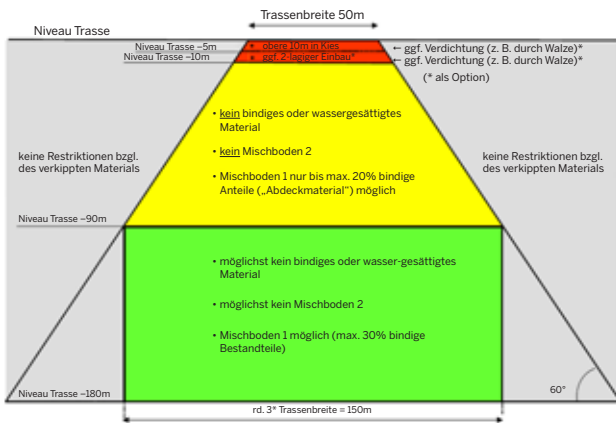 Trassenbreite 50m
Niveau Trasse
Niveau Trasse –5m
* obere 10m in Kies
← ggf. Verdichtung (z. B. durch Walze)*
Niveau Trasse –10m
* ggf. 2-lagiger Einbau*
← ggf. Verdichtung (z. B. durch Walze)*
(* als Option)
• kein bindiges oder wassergesättigtes
Material
• kein Mischboden 2
• Mischboden 1 nur bis max. 20% bindige
Anteile („Abdeckmaterial“) möglich
keine Restriktionen bzgl.
des verkippten Materials
keine Restriktionen bzgl.
des verkippten Materials
Niveau Trasse –90m
• möglichst kein bindiges oder wasser-gesättigtes
Material
• möglichst kein Mischboden 2
• Mischboden 1 möglich (max. 30% bindige
Bestandteile)
Niveau Trasse –180m
60°
rd. 3* Trassenbreite = 150m